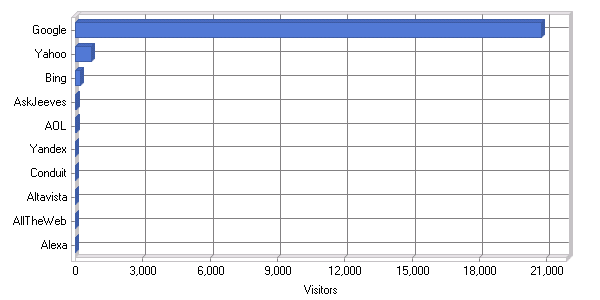 Google
Yahoo
Bing
AskJeeves
AOL
Yandex
Conduit
Altavista
AllTheWeb
Alexa
0 3,000 6,000 9,000 12,000 15,000 18,000 21,000
Visitors